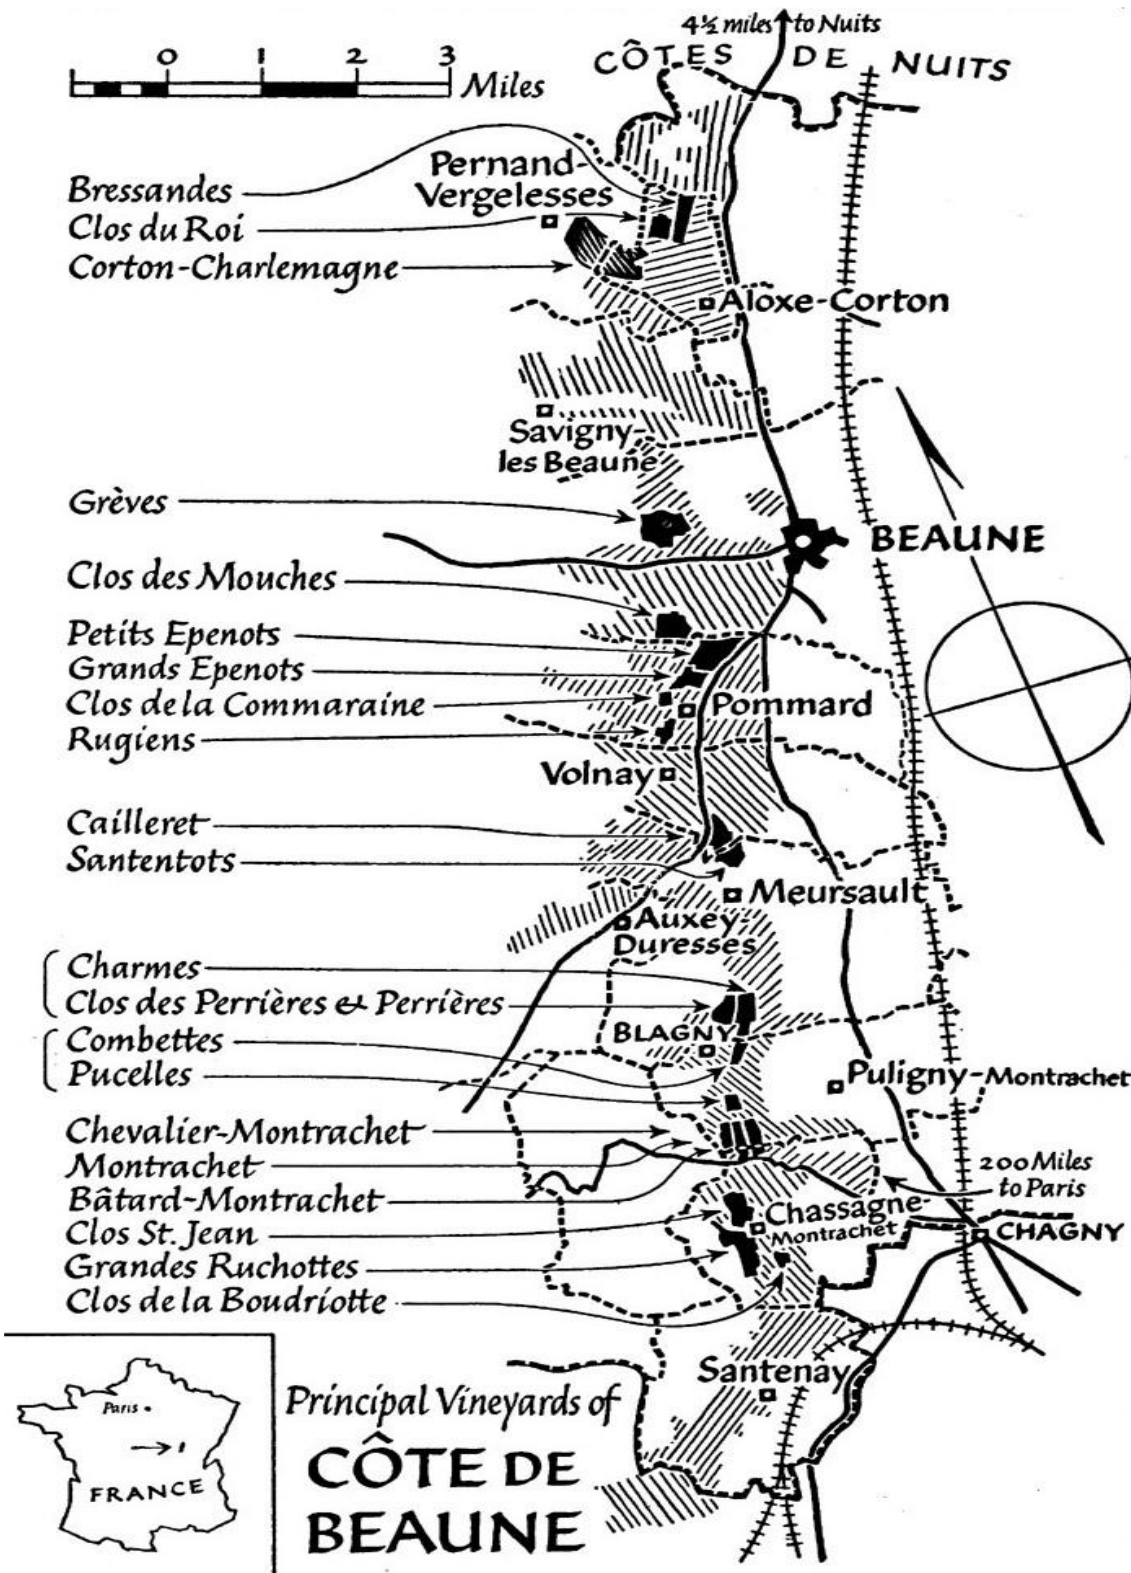 4½ miles to Nuits
CÔTES DE NUITS
0 1 2 3
Miles
Pernand-
Vergelesses
Bressandes
Clos du Roi
Corton-Charlemagne
Aloxe-Corton
Savigny-
les Beaune
Grèves
BEAUNE
Clos des Mouches
Petits Epenots
Grands Epenots
Clos de la Commaraine
Pommard
Rugiens
Volnay
Cailleret
Santentots
Meursault
Auxey-
Duresses
Charmes
Clos des Perrières & Perrières
BLAGNY
Combettes
Pucelles
Puligny-Montrachet
Chevalier-Montrachet
Montrachet
Bâtard-Montrachet
200 Miles
to Paris
Clos St. Jean
Chassagne-
Montrachet
CHAGNY
Grandes Ruchottes
Clos de la Boudriotte
Santenay
Paris
FRANCE
Principal Vineyards of
CÔTE DE
BEAUNE